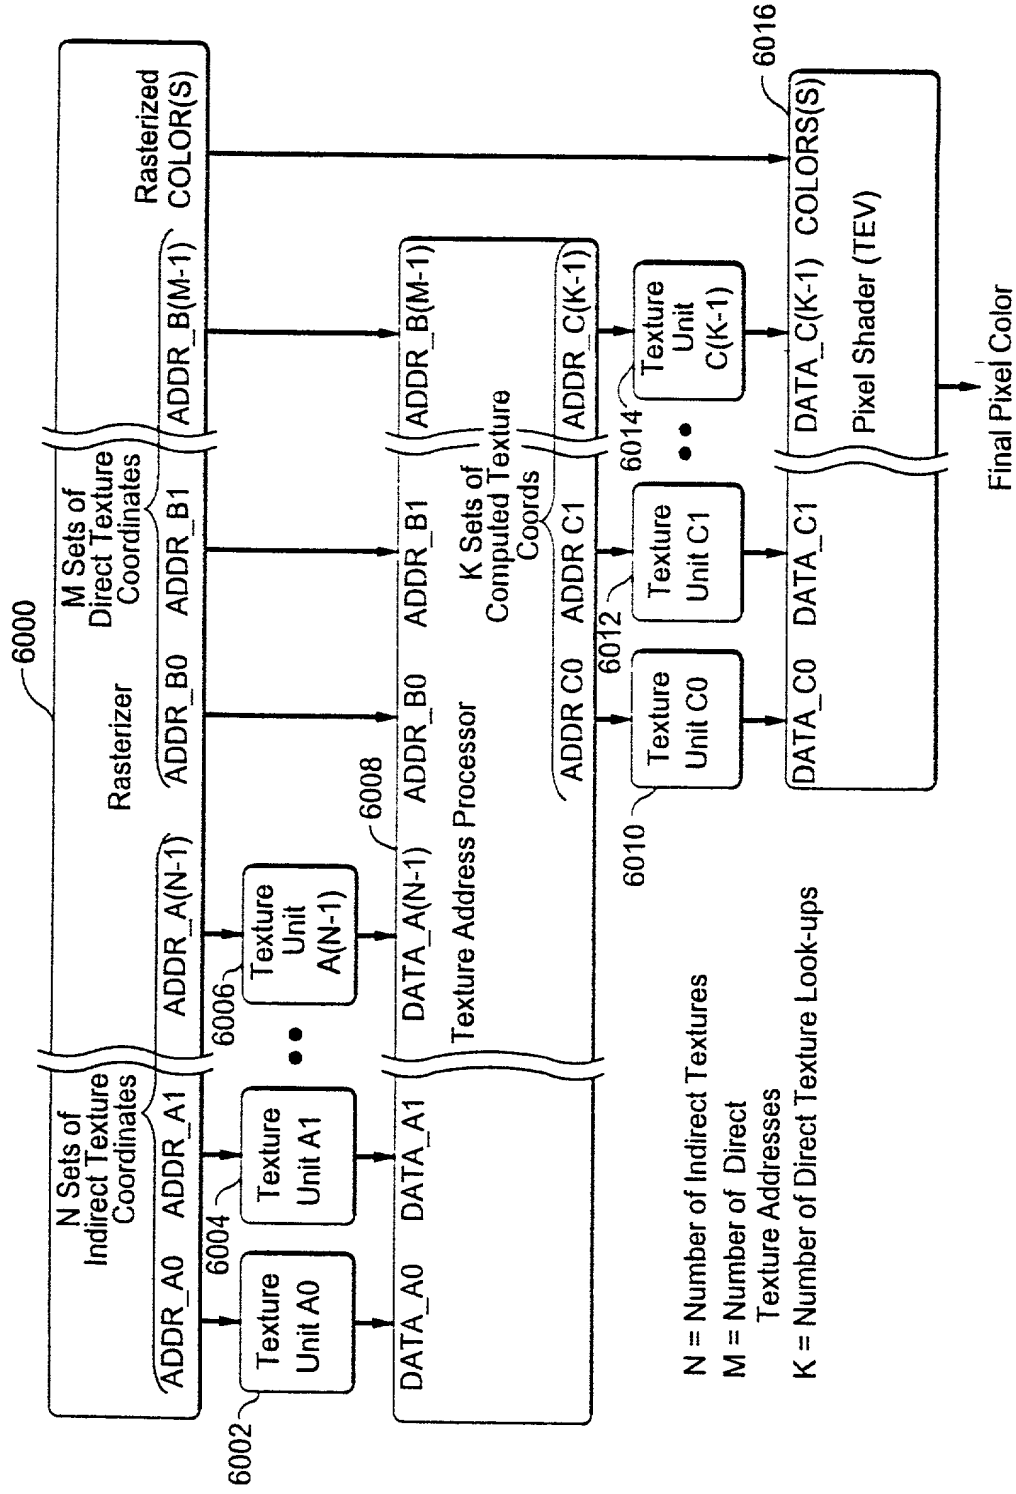 6000
N Sets of
Indirect Texture
Coordinates
Rasterizer
M Sets of
Direct Texture
Coordinates
Rasterized
COLOR(S)
ADDR_A0
ADDR_A1
ADDR_A(N-1)
ADDR_B0
ADDR_B1
ADDR_B(M-1)
6002
Texture
Unit A0
6004
Texture
Unit A1
6006
Texture
Unit
A(N-1)
6008
DATA_A0
DATA_A1
DATA_A(N-1)
ADDR_B0
ADDR_B1
ADDR_B(M-1)
Texture Address Processor
K Sets of
Computed Texture
Coords
ADDR C0
ADDR C1
ADDR_C(K-1)
6010
Texture
Unit C0
6012
Texture
Unit C1
6014
Texture
Unit
C(K-1)
6016
DATA_C0
DATA_C1
DATA_C(K-1)
COLORS(S)
Pixel Shader (TEV)
Final Pixel Color
N = Number of Indirect Textures
M = Number of Direct
Texture Addresses
K = Number of Direct Texture Look-ups